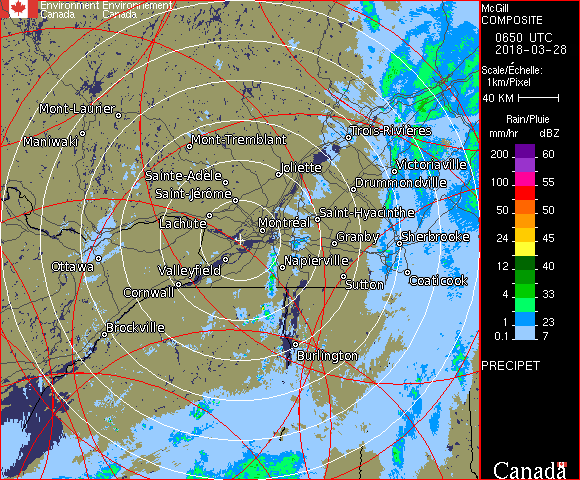 Environment Environnement
Canada Canada
McGill
COMPOSITE
0650 UTC
2018-03-28
Scale/Échelle:
1km/Pixel
40 KM
Rain/Pluie
mm/hr dBZ
200 60
100 55
50 50
24 45
12 40
4 33
1 23
0.1 7
PRECIPET
Canada
Mont-Laurier
Maniwaki
Mont-Tremblant
Trois-Rivières
Sainte-Adèle
Joliette
Victoriaville
Saint-Jérôme
Drummondville
Lachute
Montréal
Saint-Hyacinthe
Granby
Sherbrooke
Ottawa
Valleyfield
Napierville
Sutton
Coaticook
Cornwall
Brockville
Burlington